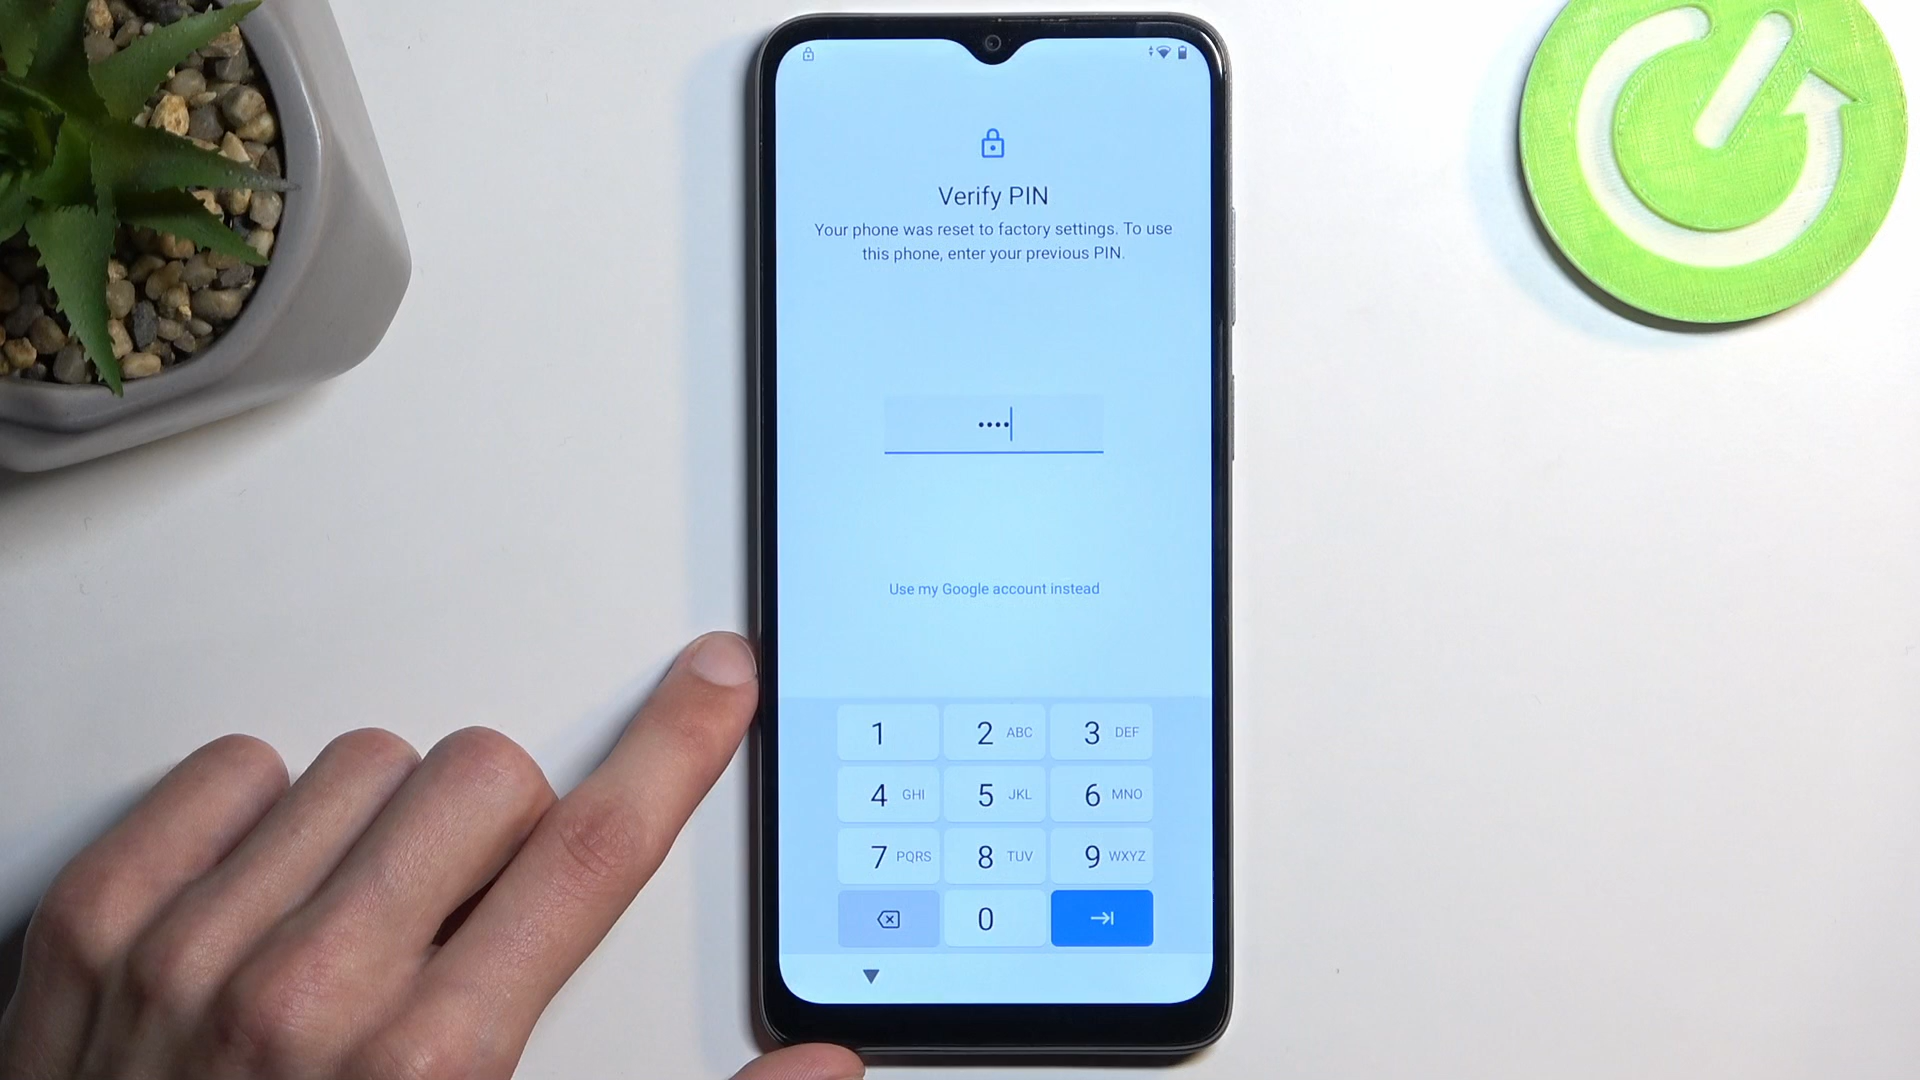 Verify PIN
Your phone was reset to factory settings. To use
this phone, enter your previous PIN.
••••
Use my Google account instead
1
2 ABC
3 DEF
4 GHI
5 JKL
6 MNO
7 PQRS
8 TUV
9 WXYZ
0